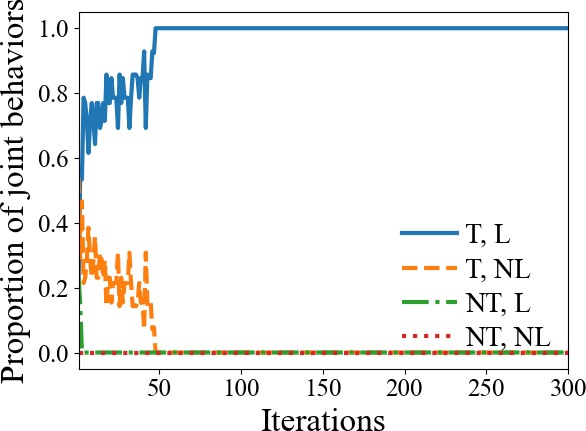 Proportion of joint behaviors
1.0
0.8
0.6
0.4
0.2
0.0
T, L
T, NL
NT, L
NT, NL
50 100 150 200 250 300
Iterations